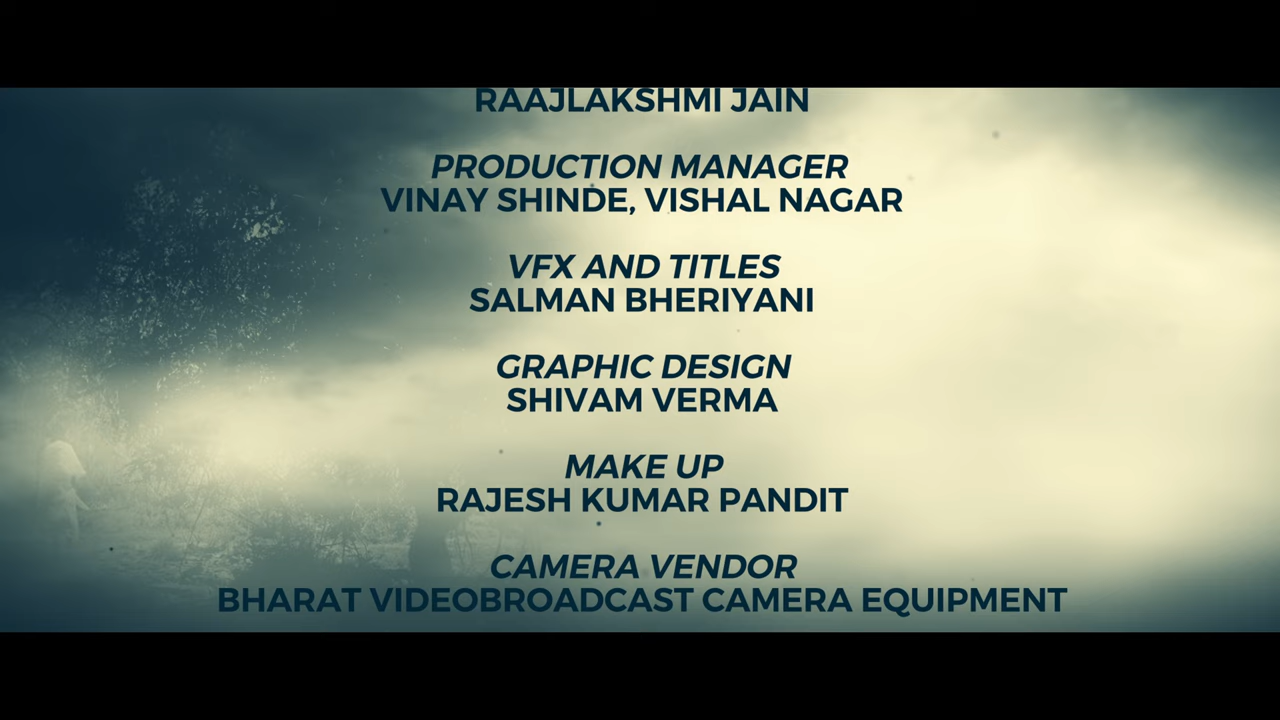 RAAJLAKSHMI JAIN
PRODUCTION MANAGER
VINAY SHINDE, VISHAL NAGAR
VFX AND TITLES
SALMAN BHERIYANI
GRAPHIC DESIGN
SHIVAM VERMA
MAKE UP
RAJESH KUMAR PANDIT
CAMERA VENDOR
BHARAT VIDEOBROADCAST CAMERA EQUIPMENT